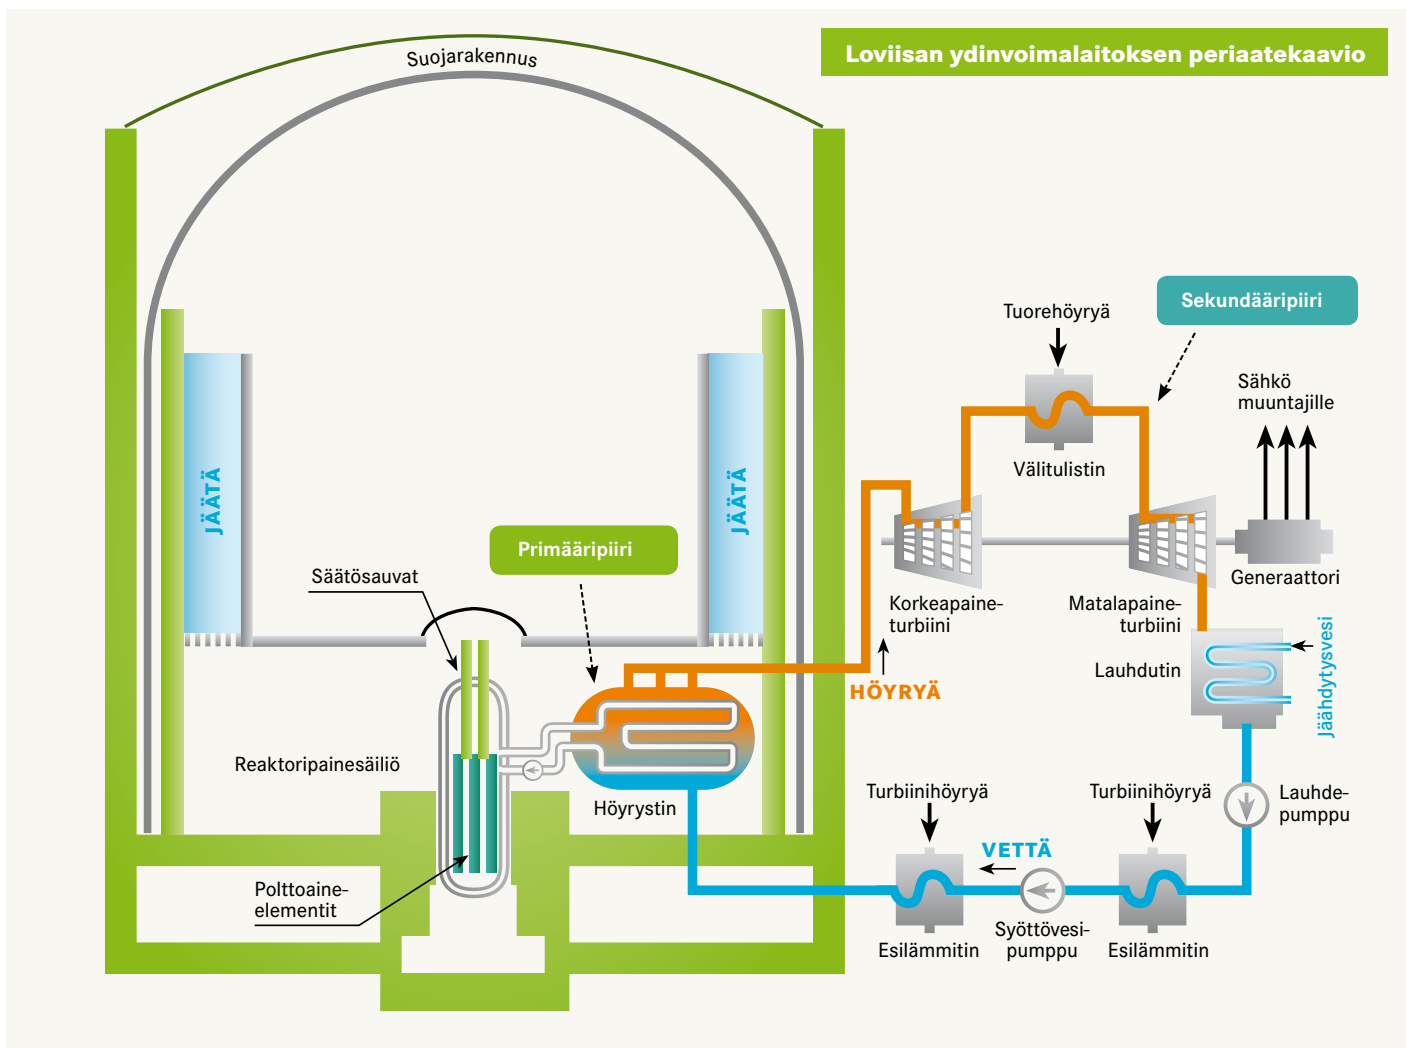 Suojarakennus
Loviisan ydinvoimalaitoksen periaatekaavio
Sekundääripiiri
Tuorehöyryä
Sähkö
muuntajille
Välitulistin
JÄÄTÄ
JÄÄTÄ
Primääripiiri
Säätösauvat
Generaattori
Korkeapaine-
turbiini
Matalapaine-
turbiini
Lauhdutin
Jäähdytysvesi
HÖYRYÄ
Reaktoripainesäiliö
Höyrystin
Turbiinihöyryä
Turbiinihöyryä
Lauhde-
pumppu
VETTÄ
Polttoaine-
elementit
Esilämmitin
Syöttövesi-
pumppu
Esilämmitin